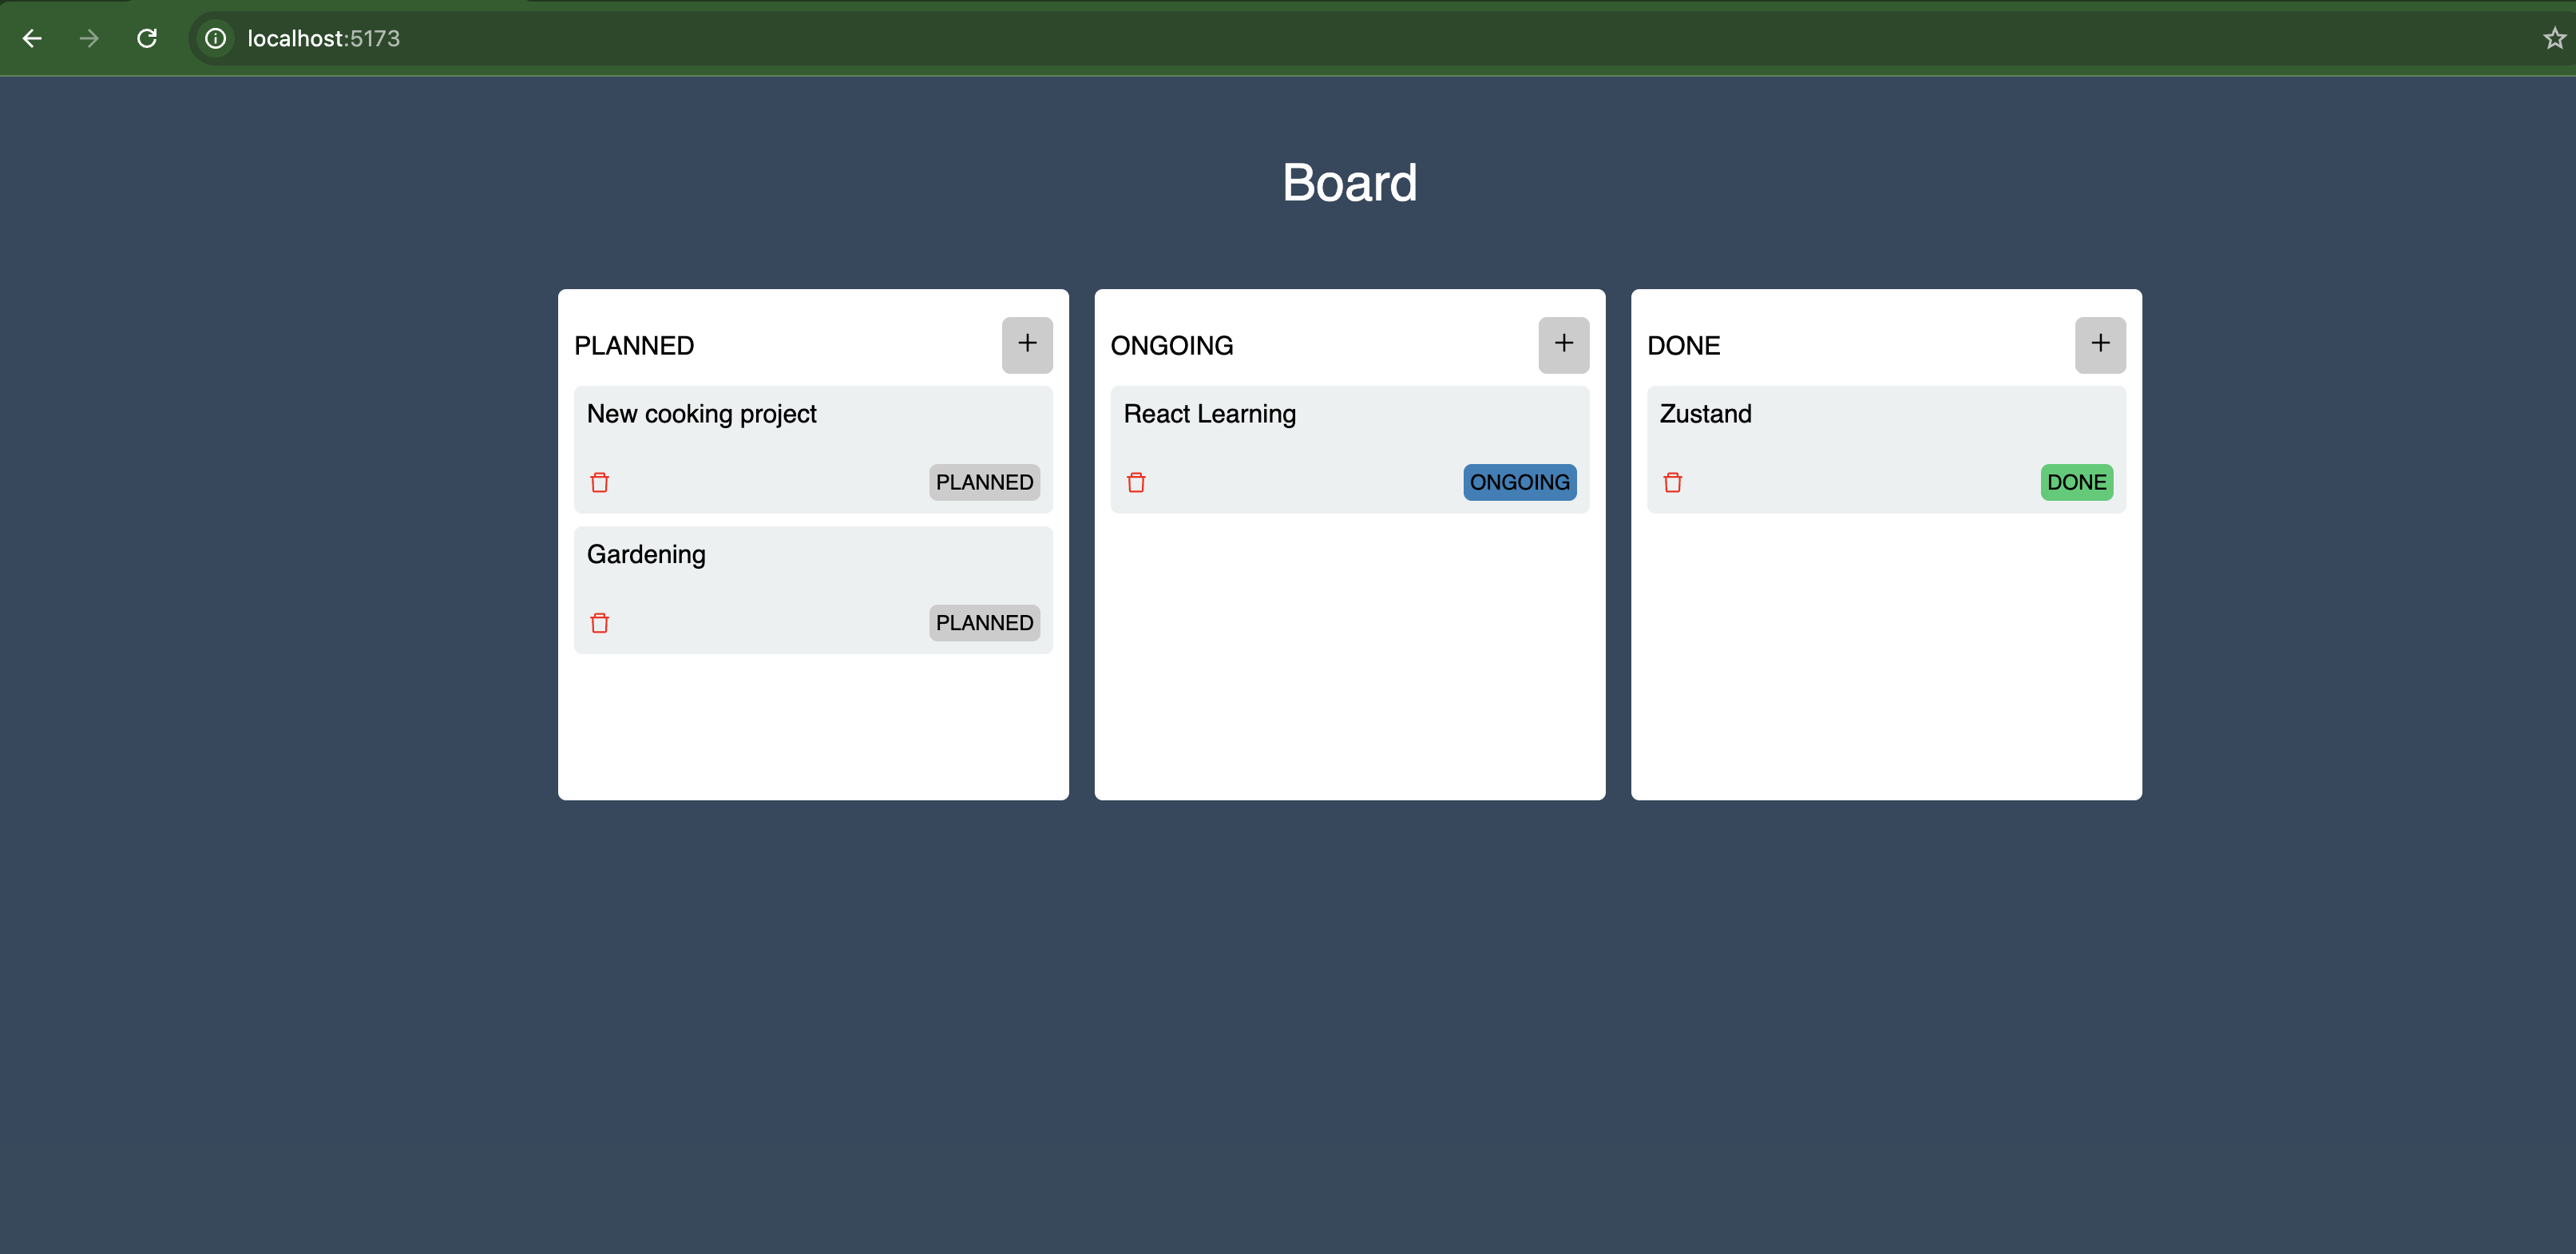 localhost:5173
Board
PLANNED
New cooking project
PLANNED
Gardening
PLANNED
ONGOING
React Learning
ONGOING
DONE
Zustand
DONE